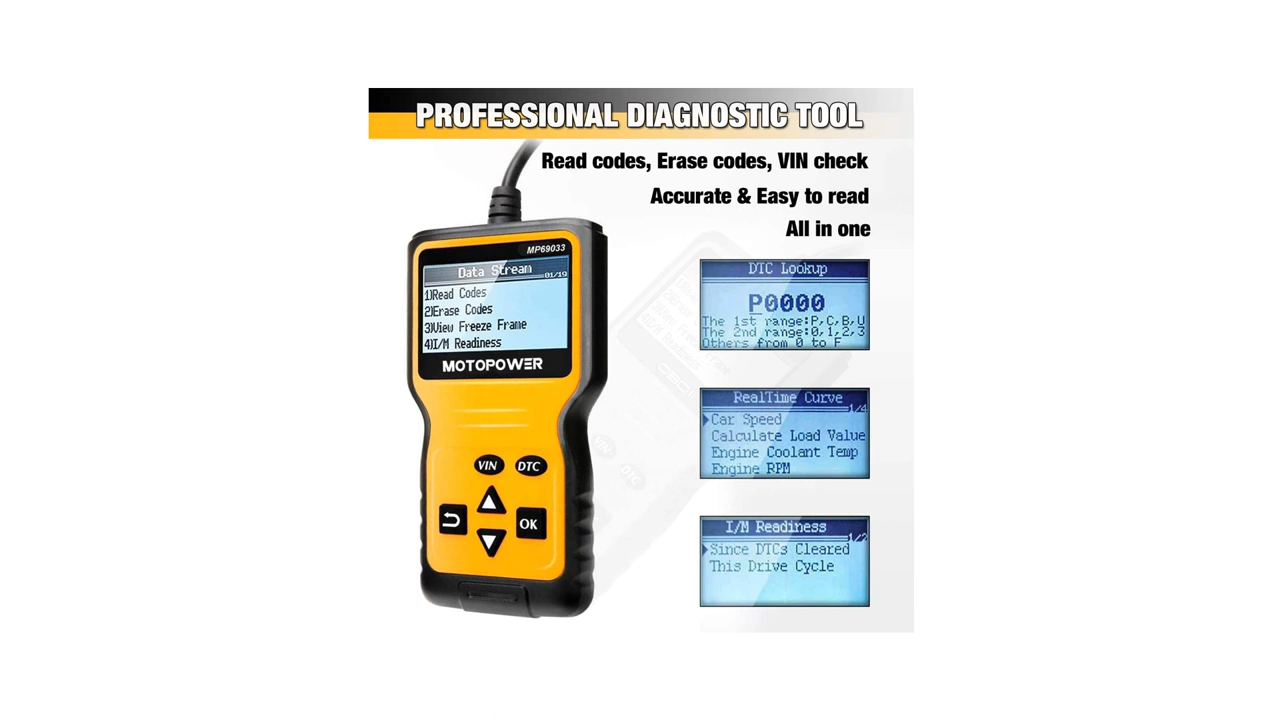 PROFESSIONAL DIAGNOSTIC TOOL
Read codes, Erase codes, VIN check
Accurate & Easy to read
All in one
MP69033
Data Stream
01/19
1)Read Codes
2)Erase Codes
3)View Freeze Frame
4)I/M Readiness
MOTOPOWER
VIN
DTC
OK
DTC Lookup
P0000
The 1st range:P,C,B,U
The 2nd range:0,1,2,3
Others from 0 to F
RealTime Curve
1/4
Car Speed
Calculate Load Value
Engine Coolant Temp
Engine RPM
I/M Readiness
1/2
Since DTCs Cleared
This Drive Cycle